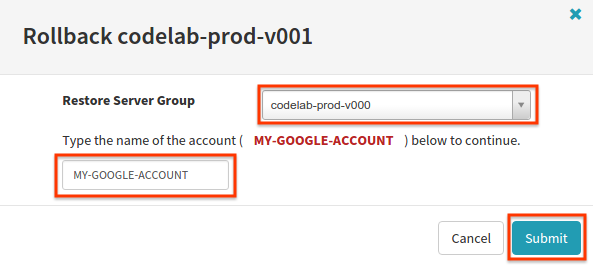 Rollback codelab-prod-v001
Restore Server Group codelab-prod-v000
Type the name of the account ( MY-GOOGLE-ACCOUNT ) below to continue.
MY-GOOGLE-ACCOUNT
Cancel Submit